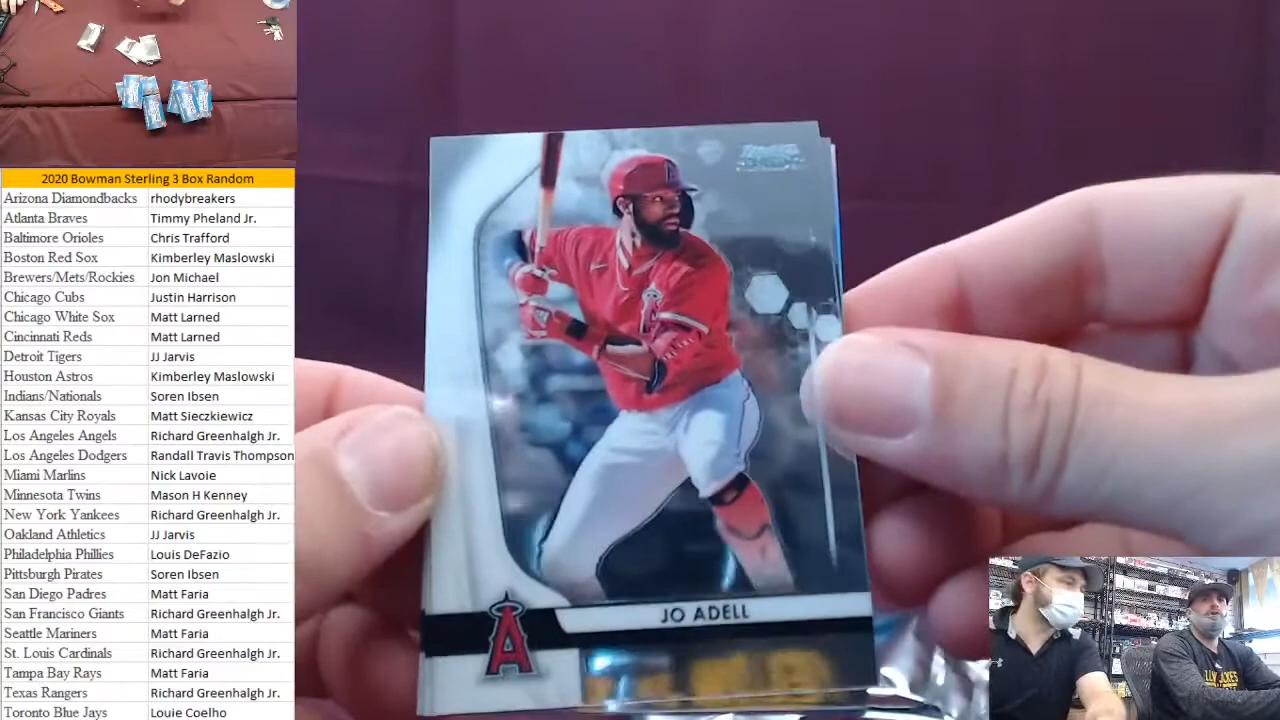 2020 Bowman Sterling 3 Box Random
Arizona Diamondbacks rhodybreakers
Atlanta Braves Timmy Pheland Jr.
Baltimore Orioles Chris Trafford
Boston Red Sox Kimberley Maslowski
Brewers/Mets/Rockies Jon Michael
Chicago Cubs Justin Harrison
Chicago White Sox Matt Larned
Cincinnati Reds Matt Larned
Detroit Tigers JJ Jarvis
Houston Astros Kimberley Maslowski
Indians/Nationals Soren Ibsen
Kansas City Royals Matt Sieczkiewicz
Los Angeles Angels Richard Greenhalgh Jr.
Los Angeles Dodgers Randall Travis Thompson
Miami Marlins Nick Lavoie
Minnesota Twins Mason H Kenney
New York Yankees Richard Greenhalgh Jr.
Oakland Athletics JJ Jarvis
Philadelphia Phillies Louis DeFazio
Pittsburgh Pirates Soren Ibsen
San Diego Padres Matt Faria
San Francisco Giants Richard Greenhalgh Jr.
Seattle Mariners Matt Faria
St. Louis Cardinals Richard Greenhalgh Jr.
Tampa Bay Rays Matt Faria
Texas Rangers Richard Greenhalgh Jr.
Toronto Blue Jays Louie Coelho
JO ADELL
A